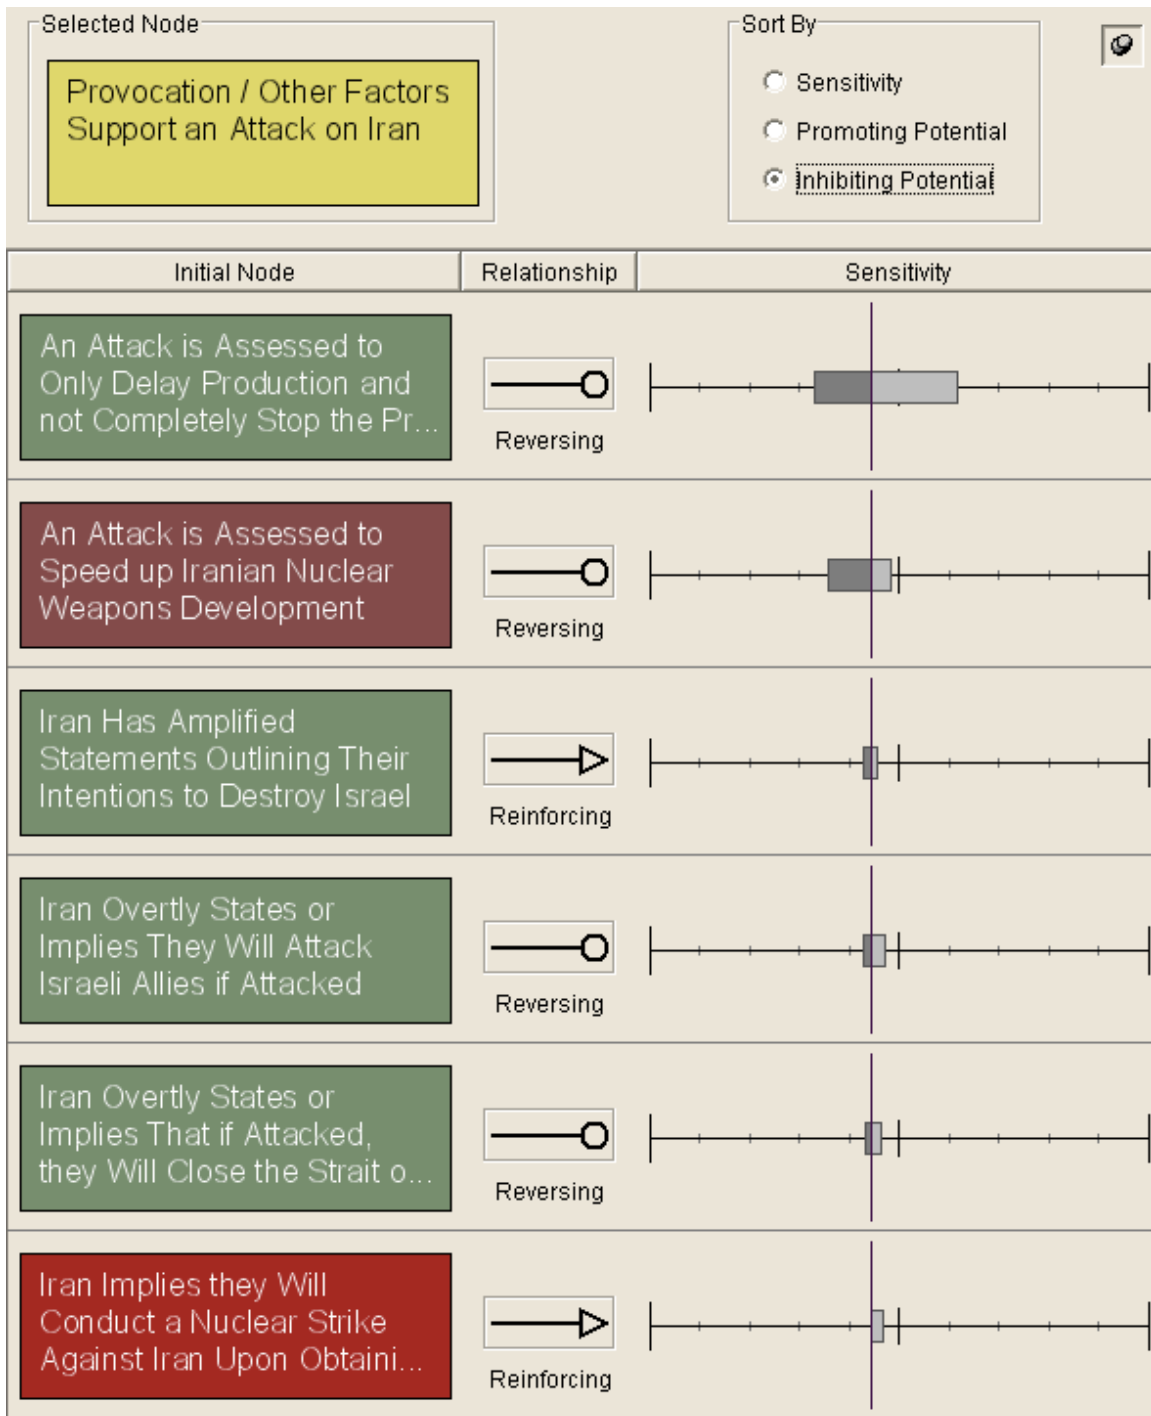 Selected Node
Provocation / Other Factors
Support an Attack on Iran
Sort By
Sensitivity
Promoting Potential
Inhibiting Potential
Initial Node
Relationship
Sensitivity
An Attack is Assessed to
Only Delay Production and
not Completely Stop the Pr...
Reversing
An Attack is Assessed to
Speed up Iranian Nuclear
Weapons Development
Reversing
Iran Has Amplified
Statements Outlining Their
Intentions to Destroy Israel
Reinforcing
Iran Overtly States or
Implies They Will Attack
Israeli Allies if Attacked
Reversing
Iran Overtly States or
Implies That if Attacked,
they Will Close the Strait o...
Reversing
Iran Implies they Will
Conduct a Nuclear Strike
Against Iran Upon Obtaini...
Reinforcing